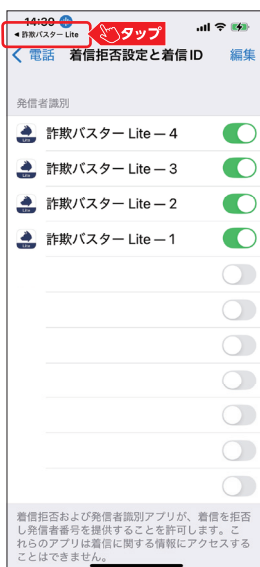 14:39
◀ 詐欺バスター Lite
タップ
電話 着信拒否設定と着信 ID 編集
発信者識別
詐欺バスター Lite — 4
詐欺バスター Lite — 3
詐欺バスター Lite — 2
詐欺バスター Lite — 1
着信拒否および発信者識別アプリが、着信を拒否
し発信者番号を提供することを許可します。こ
れらのアプリは着信に関する情報にアクセスする
ことはできません。